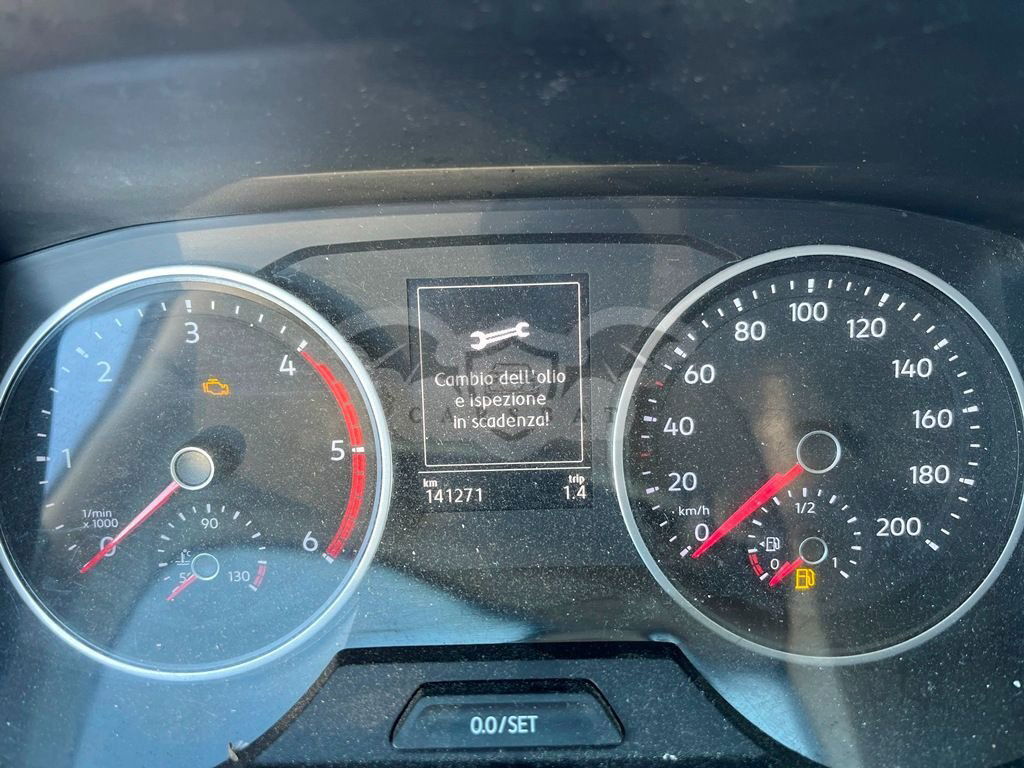 3
2
4
1
5
6
0
1/min
x 1000
90
50
130
°C
Cambio dell'olio
e ispezione
in scadenza!
km
trip
141271
1.4
100
80
120
60
140
40
160
20
180
km/h
0
200
1/2
0
1
0.0/SET